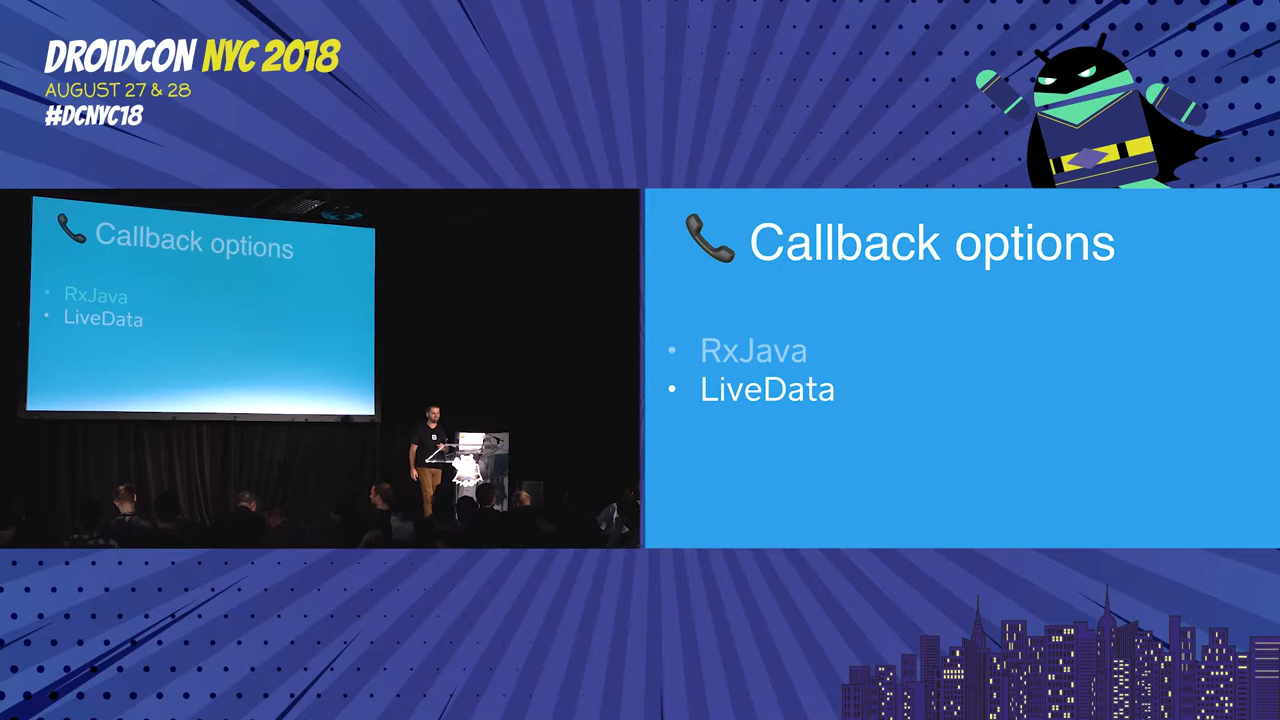 DROIDCON NYC 2018
AUGUST 27 & 28
#DCNYC18
Callback options
• RxJava
• LiveData
Callback options
• RxJava
• LiveData